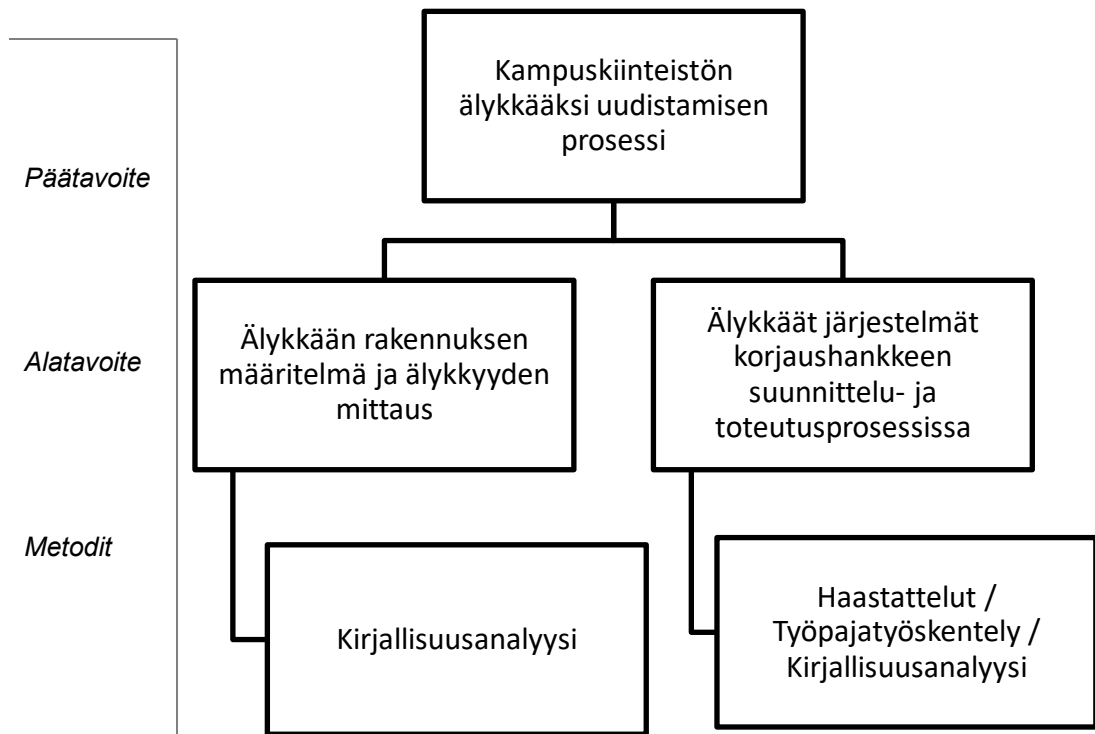 Kampuskiinteistön
älykkääksi uudistamisen
prosessi
Päätavoite
Älykkään rakennuksen
määritelmä ja älykkyyden
mittaus
Älykkäät järjestelmät
korjaushankkeen
suunnittelu- ja
toteutusprosessissa
Alatavoite
Metodit
Kirjallisuusanalyysi
Haastattelut /
Työpajatyöskentely /
Kirjallisuusanalyysi